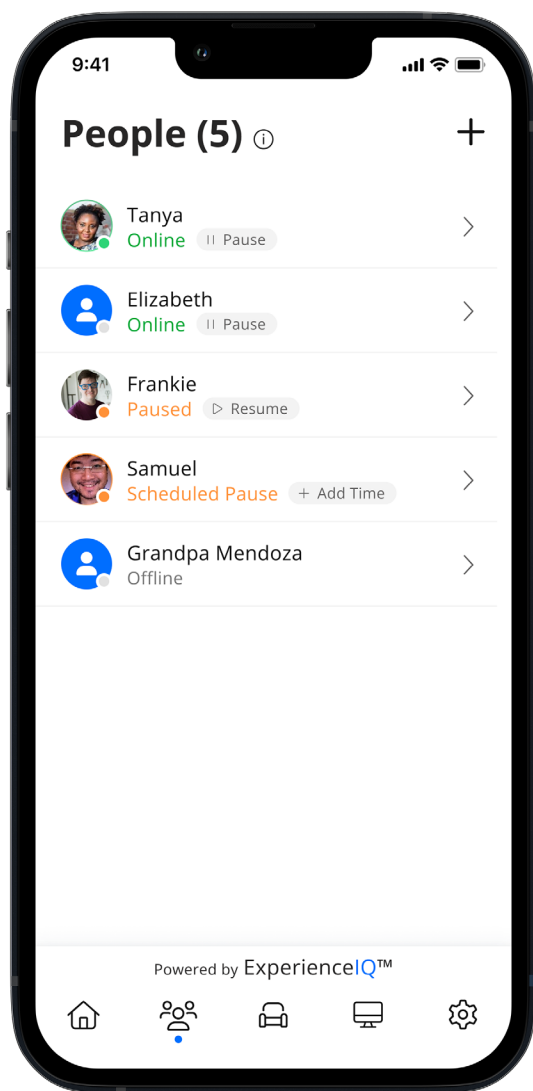 9:41
People (5)
Tanya
Online Pause
Elizabeth
Online Pause
Frankie
Paused Resume
Samuel
Scheduled Pause + Add Time
Grandpa Mendoza
Offline
Powered by ExperienceIQ™